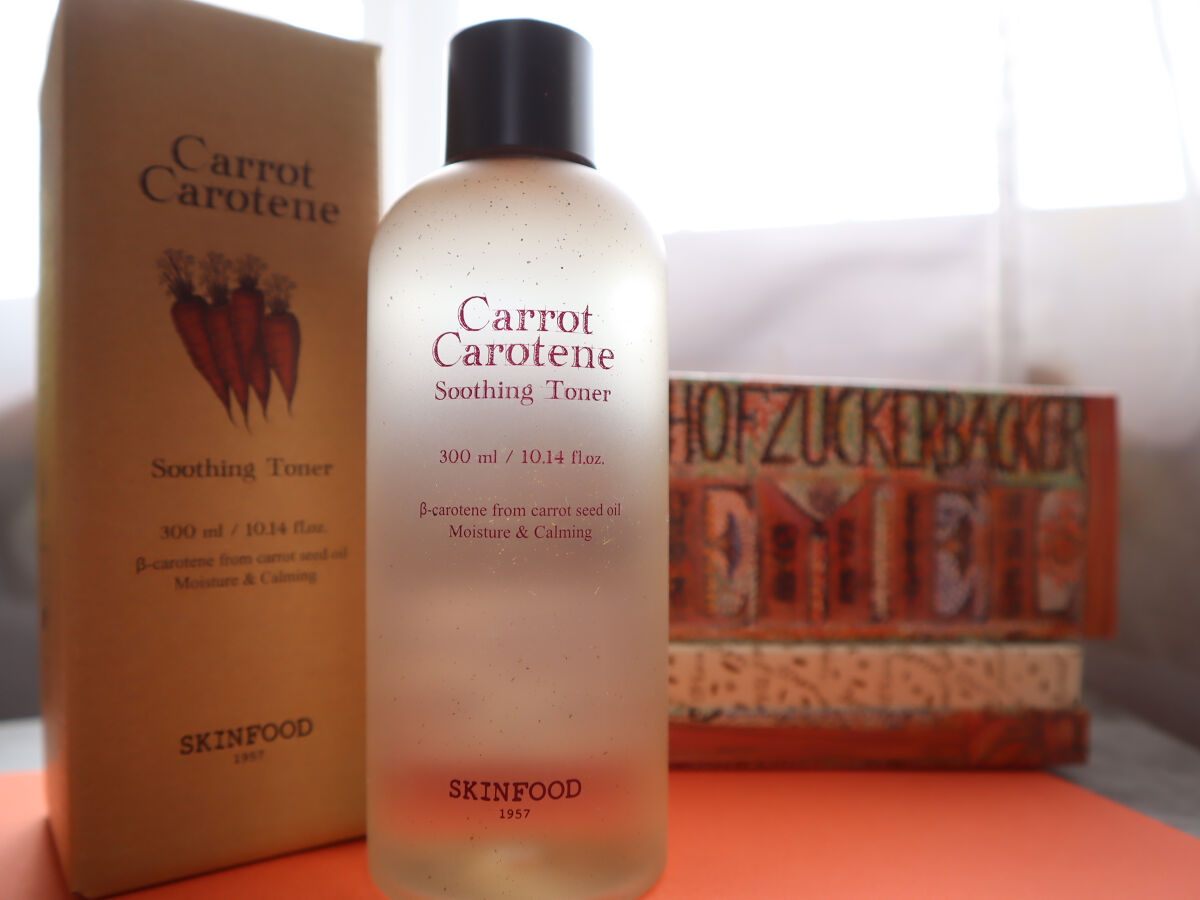 Carrot
Carotene
Soothing Toner
300 ml / 10.14 fl.oz.
β-carotene from carrot seed oil
Moisture & Calming
SKINFOOD
1957
Carrot
Carotene
Soothing Toner
300 ml / 10.14 fl.oz.
β-carotene from carrot seed oil
Moisture & Calming
SKINFOOD
1957
HOFZUCKERBÄCKER